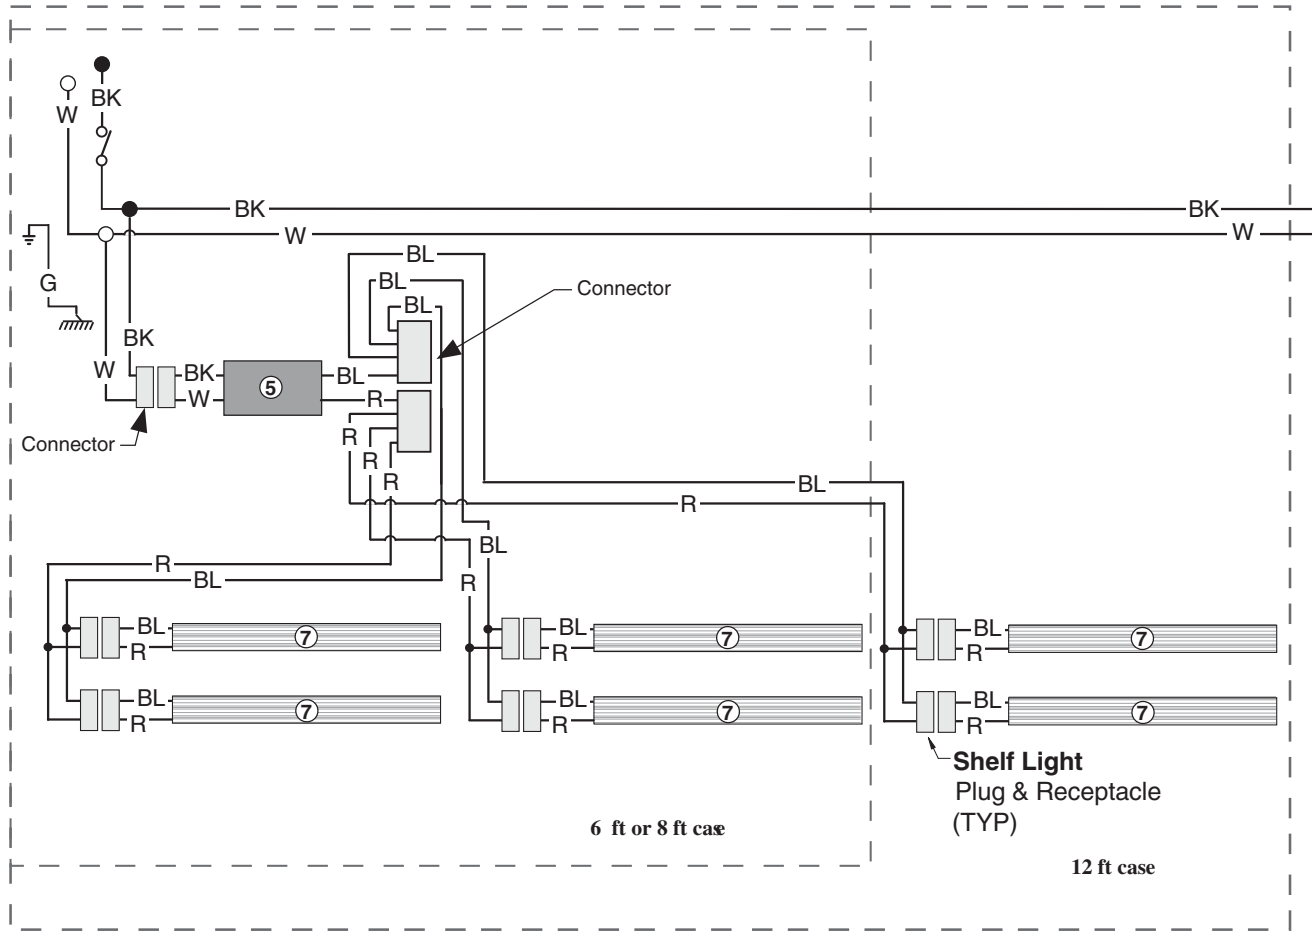 BK
W
BK
BK
W
W
BL
G
BL
Connector
BL
BK
W
BK
5
BL
W
R
Connector
R
R
R
BL
R
BL
R
BL
R
BL
7
BL
7
BL
7
R
R
R
BL
7
BL
7
BL
7
R
R
R
Shelf Light
Plug & Receptacle
(TYP)
6 ft or 8 ft case
12 ft case